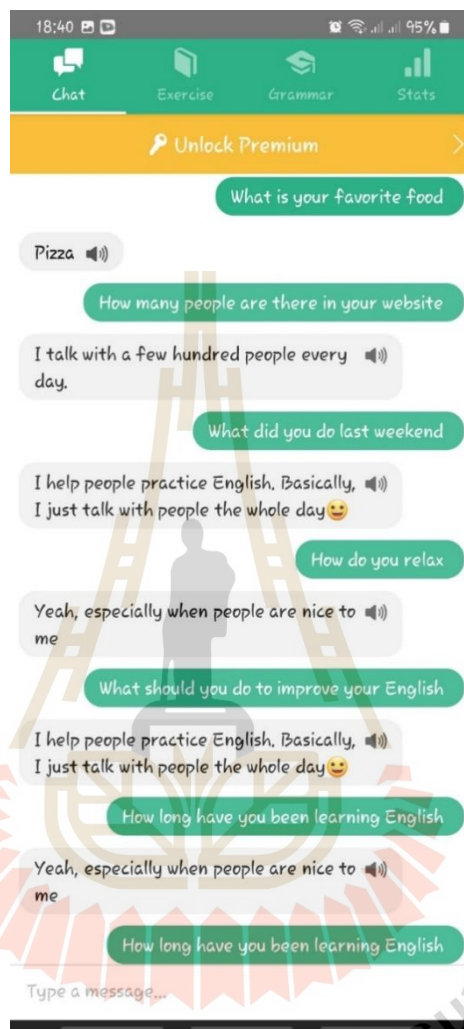 18:40 95%
Chat Exercise Grammar Stats
Unlock Premium
What is your favorite food
Pizza
How many people are there in your website
I talk with a few hundred people every
day.
What did you do last weekend
I help people practice English. Basically,
I just talk with people the whole day😀
How do you relax
Yeah, especially when people are nice to
me
What should you do to improve your English
I help people practice English. Basically,
I just talk with people the whole day😀
How long have you been learning English
Yeah, especially when people are nice to
me
How long have you been learning English
Type a message...